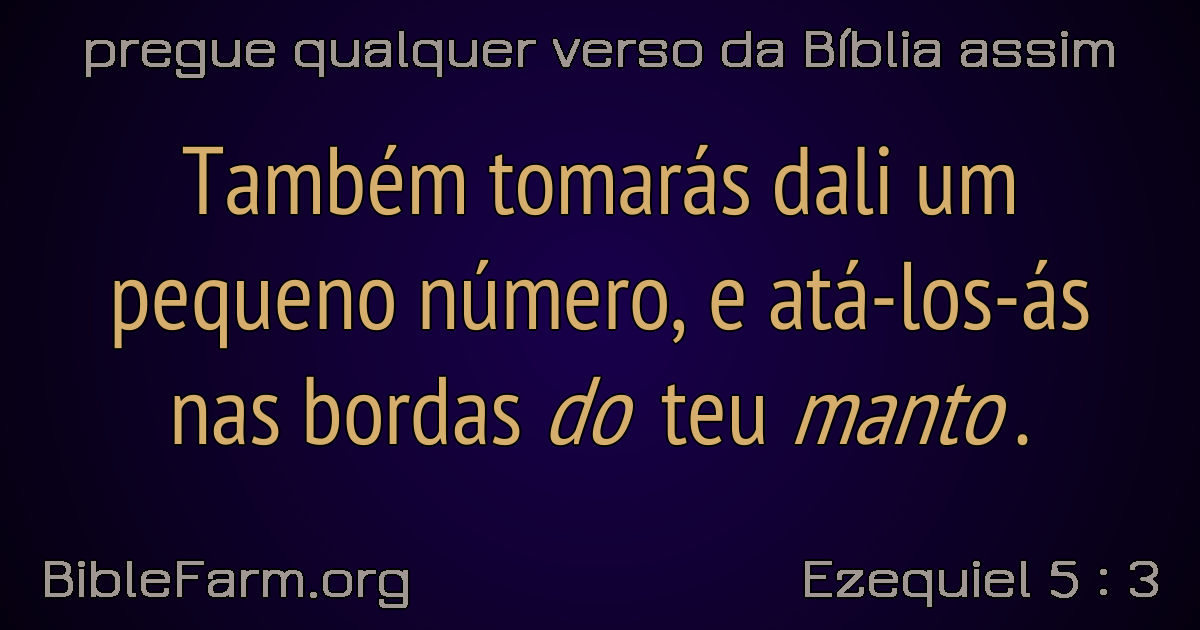 pregue qualquer verso da Bíblia assim
Também tomarás dali um
pequeno número, e atá-los-ás
nas bordas do teu manto.
BibleFarm.org
Ezequiel 5 : 3